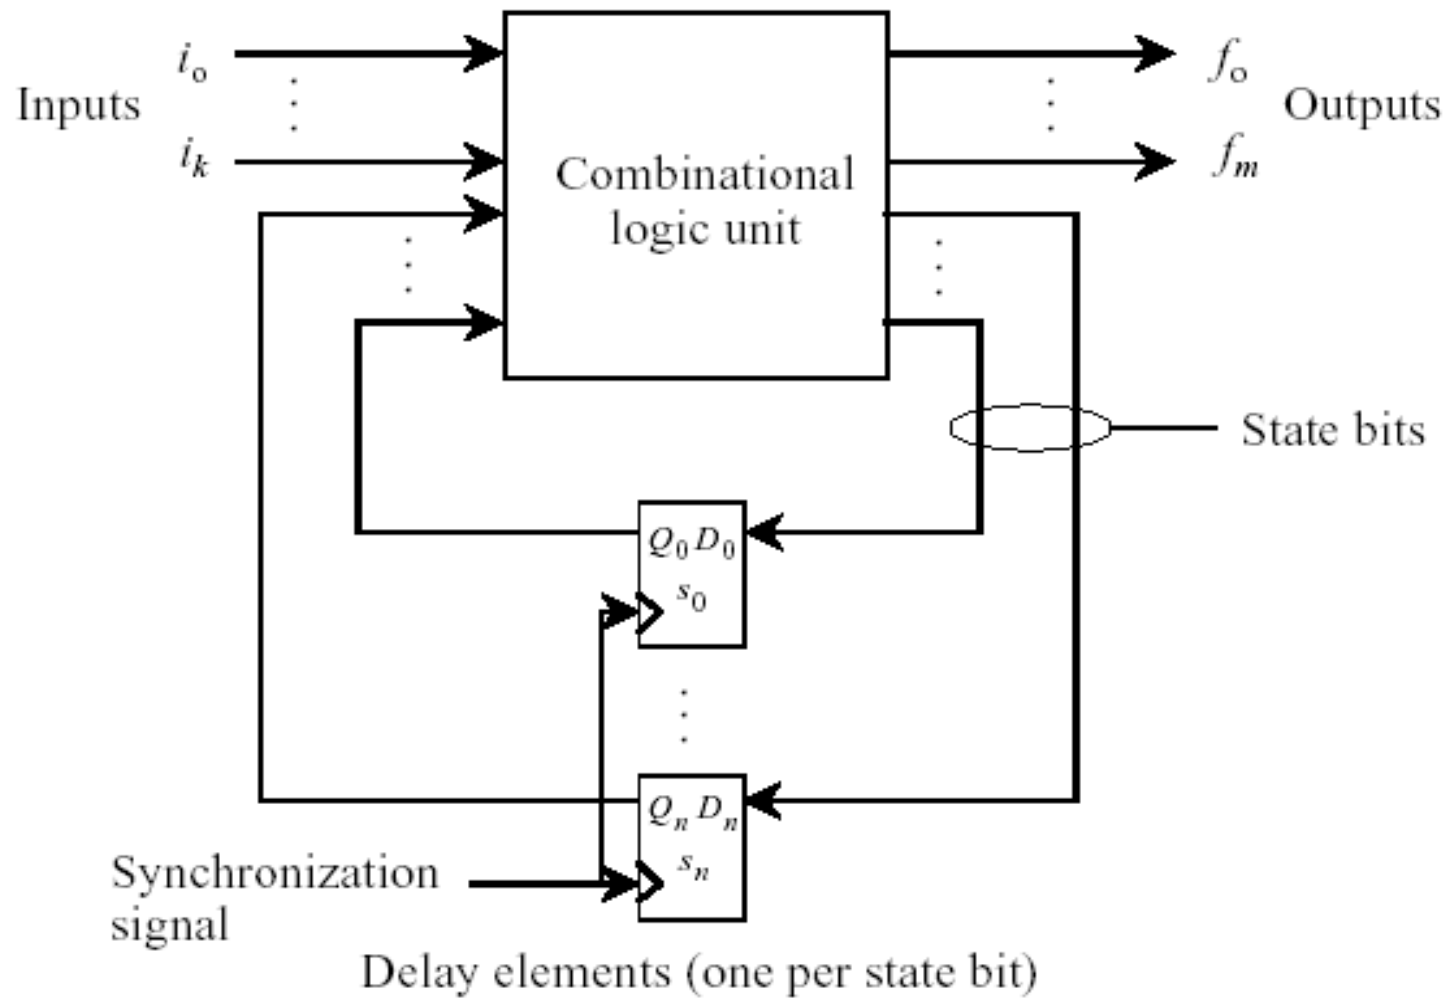 Inputs
i₀
iₖ
Combinational
logic unit
f₀
fₘ
Outputs
State bits
Q₀ D₀
s₀
Qₙ Dₙ
sₙ
Synchronization
signal
Delay elements (one per state bit)